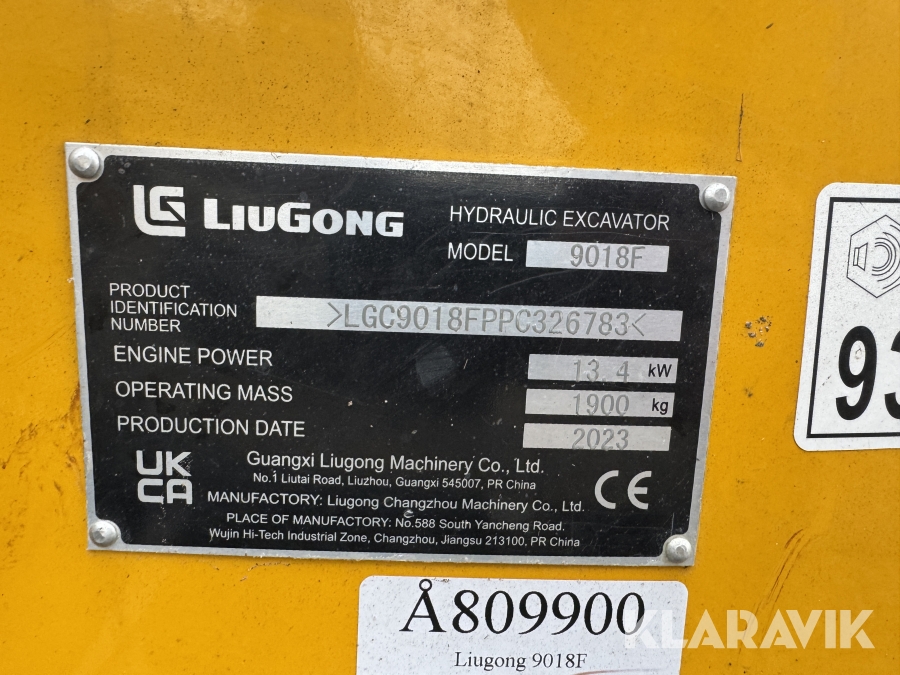 LG LIUGONG
HYDRAULIC EXCAVATOR
MODEL 9018F
PRODUCT
IDENTIFICATION
NUMBER
>LGC9018FPPC326783<
ENGINE POWER 13.4 kW
OPERATING MASS 1900 kg
PRODUCTION DATE 2023
UK
CA
Guangxi Liugong Machinery Co., Ltd.
No.1 Liutai Road, Liuzhou, Guangxi 545007, PR China
MANUFACTORY: Liugong Changzhou Machinery Co., Ltd.
PLACE OF MANUFACTORY: No.588 South Yancheng Road.
Wujin Hi-Tech Industrial Zone, Changzhou, Jiangsu 213100, PR China
CE
93
Å809900
Liugong 9018F
KLARAVIK